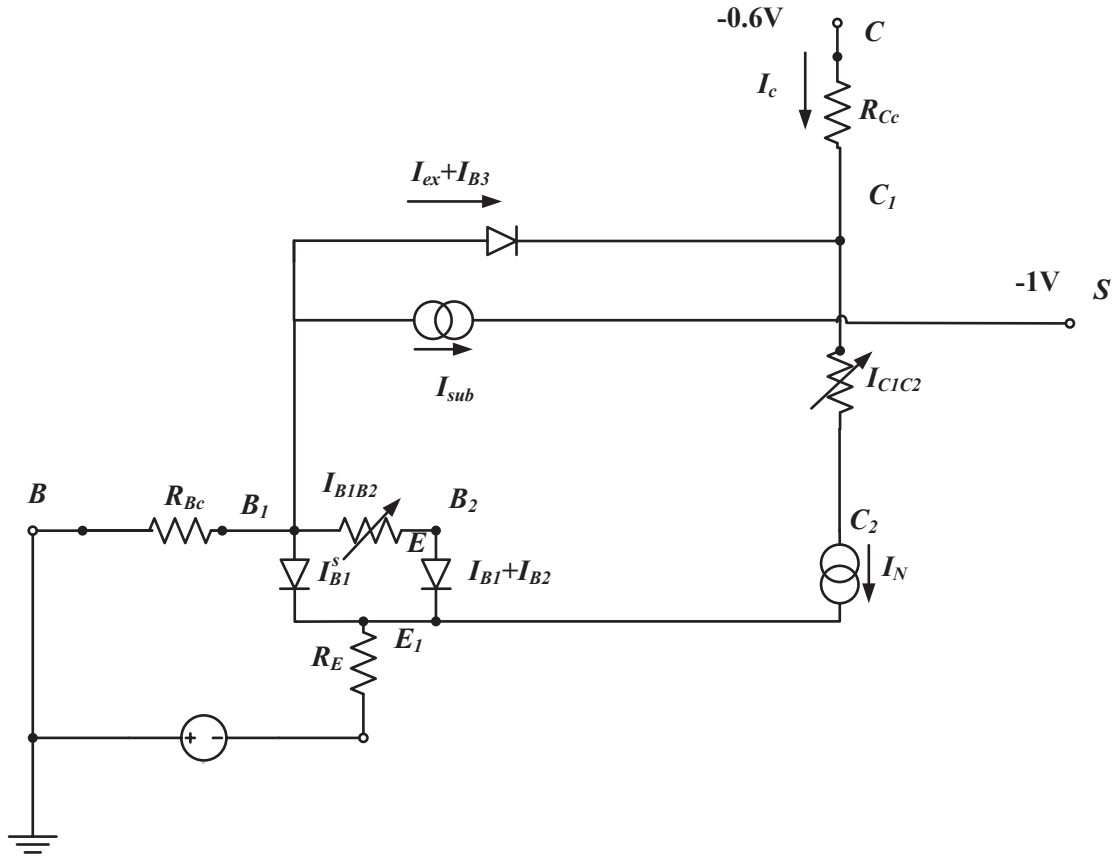 -0.6V
C
I_c
R_Cc
I_ex+I_B3
C_1
-1V
S
I_sub
I_C1C2
B
R_Bc
B_1
I_B1B2
B_2
C_2
E
I^s_B1
I_B1+I_B2
I_N
E_1
R_E
+ −